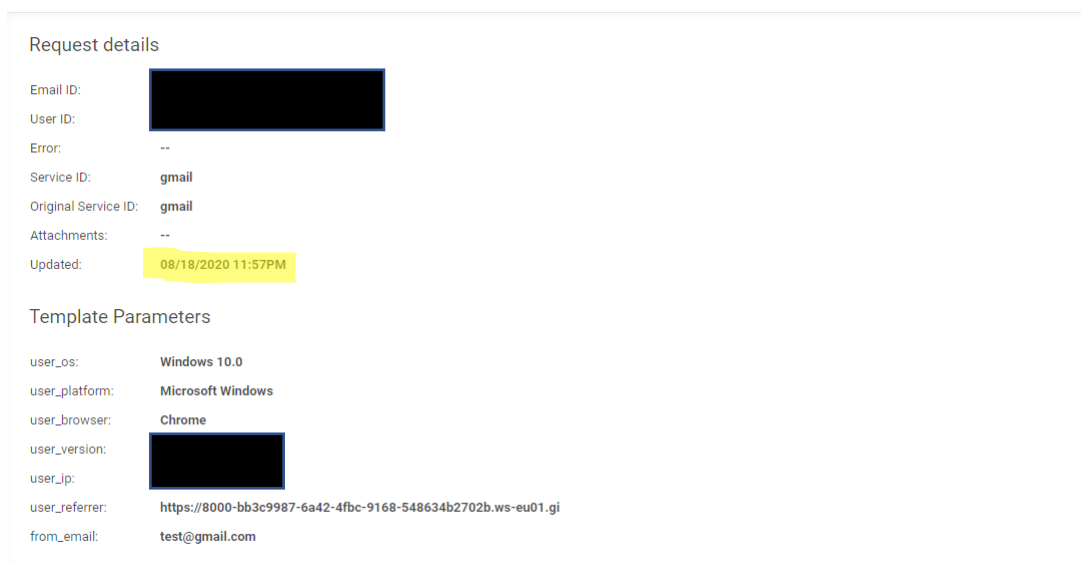 Request details
Email ID:
User ID:
Error: --
Service ID: gmail
Original Service ID: gmail
Attachments: --
Updated: 08/18/2020 11:57PM
Template Parameters
user_os: Windows 10.0
user_platform: Microsoft Windows
user_browser: Chrome
user_version:
user_ip:
user_referrer: https://8000-bb3c9987-6a42-4fbc-9168-548634b2702b.ws-eu01.gi
from_email: test@gmail.com